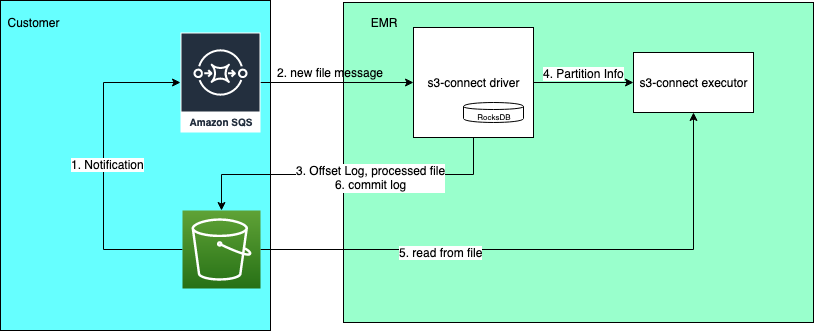 Customer
EMR
Amazon SQS
1. Notification
2. new file message
s3-connect driver
RocksDB
4. Partition Info
s3-connect executor
3. Offset Log, processed file
6. commit log
5. read from file